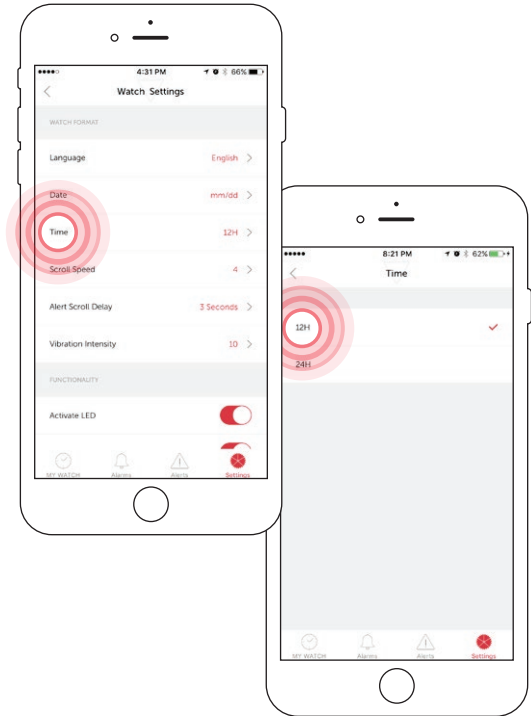 4:31 PM 66%
Watch Settings
WATCH FORMAT
Language English
Date mm/dd
Time 12H
Scroll Speed 4
Alert Scroll Delay 3 Seconds
Vibration Intensity 10
FUNCTIONALITY
Activate LED
MY WATCH Alarms Alerts Settings
8:21 PM 62%
Time
12H
24H
MY WATCH Alarms Alerts Settings